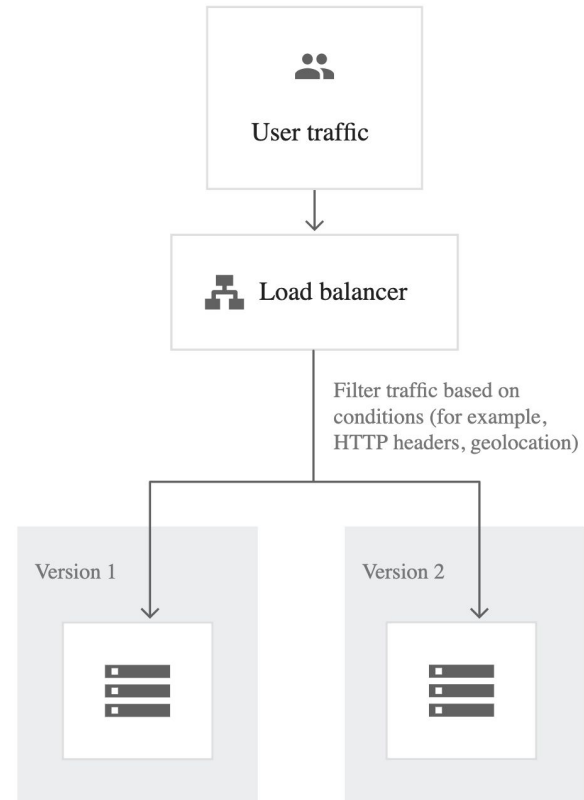 User traffic
Load balancer
Filter traffic based on
conditions (for example,
HTTP headers, geolocation)
Version 1
Version 2